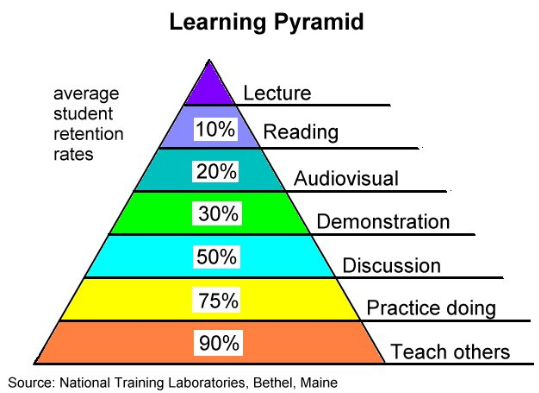 Learning Pyramid
average
student
retention
rates
Lecture
10% Reading
20% Audiovisual
30% Demonstration
50% Discussion
75% Practice doing
90% Teach others
Source: National Training Laboratories, Bethel, Maine